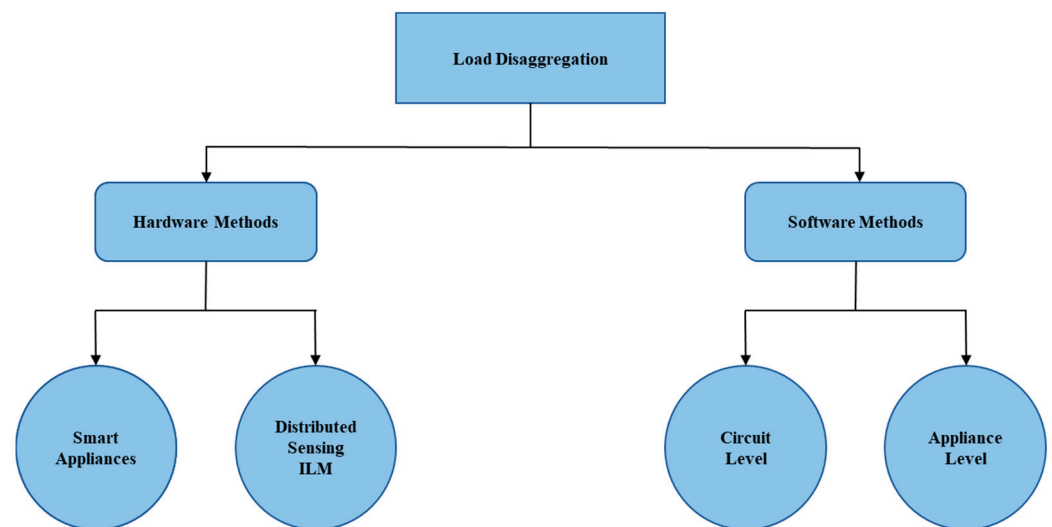 Load Disaggregation
Hardware Methods
Software Methods
Smart
Appliances
Distributed
Sensing
ILM
Circuit
Level
Appliance
Level